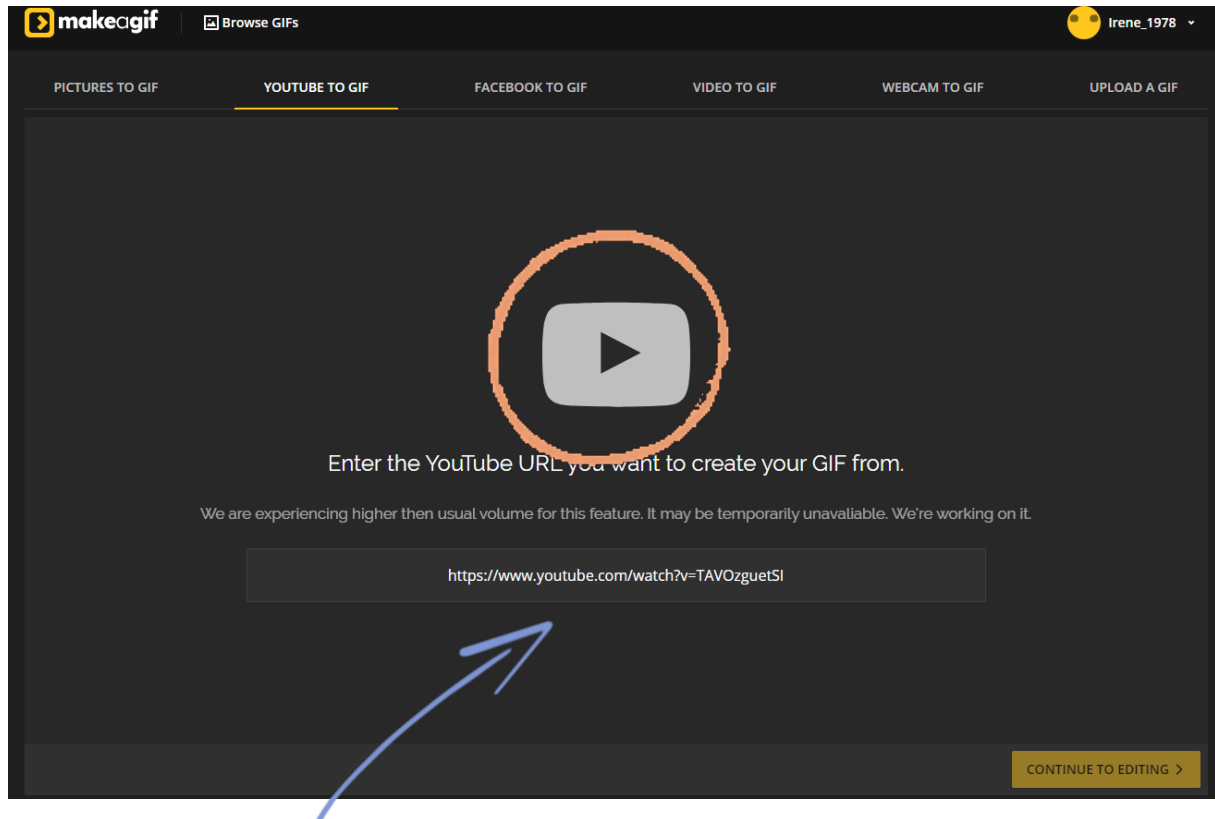 makeagif
Browse GIFs
Irene_1978
PICTURES TO GIF
YOUTUBE TO GIF
FACEBOOK TO GIF
VIDEO TO GIF
WEBCAM TO GIF
UPLOAD A GIF
Enter the YouTube URL you want to create your GIF from.
We are experiencing higher then usual volume for this feature. It may be temporarily unavaliable. We're working on it.
https://www.youtube.com/watch?v=TAVOzguetSI
CONTINUE TO EDITING